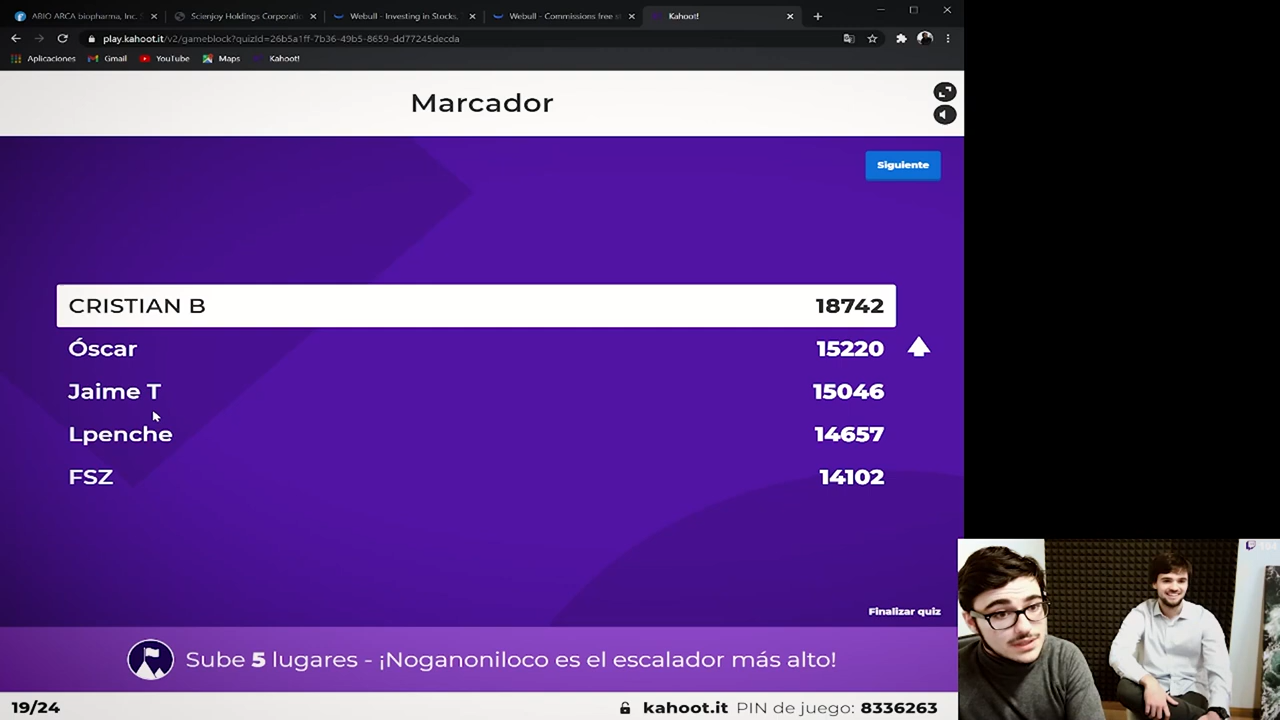 ARIO ARCA biopharma, Inc.
Scienjoy Holdings Corporatio
Webull - Investing in Stocks,
Webull - Commissions free st
Kahoot!
play.kahoot.it/v2/gameblock?quizId=26b5a1ff-7b36-49b5-8659-dd77245decda
Aplicaciones
Gmail
YouTube
Maps
Kahoot!
Marcador
Siguiente
CRISTIAN B 18742
Óscar 15220
Jaime T 15046
Lpenche 14657
FSZ 14102
Finalizar quiz
Sube 5 lugares - ¡Noganoniloco es el escalador más alto!
19/24
kahoot.it PIN de juego: 8336263